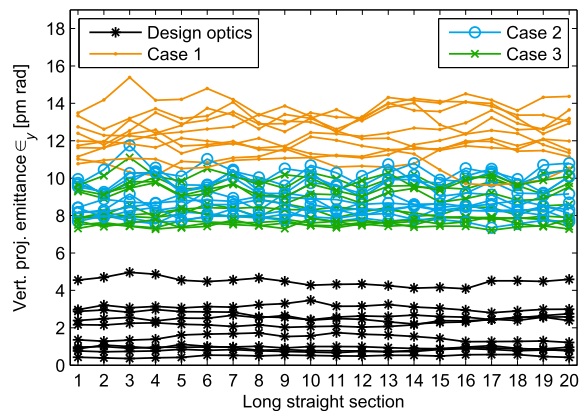 Design optics
Case 1
Case 2
Case 3
18
16
14
12
10
8
6
4
2
0
Vert. proj. emittance ∈y [pm rad]
1 2 3 4 5 6 7 8 9 10 11 12 13 14 15 16 17 18 19 20
Long straight section